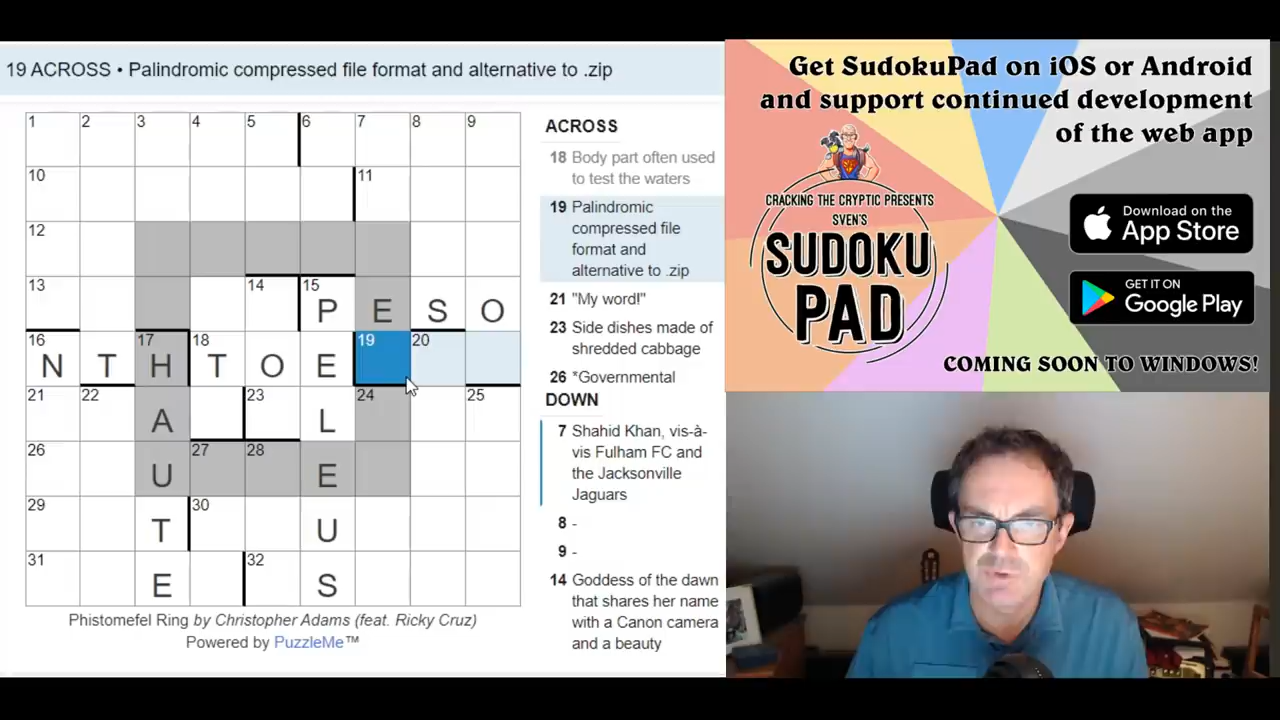 19 ACROSS • Palindromic compressed file format and alternative to .zip
1 2 3 4 5 6 7 8 9
10 11
12
13 14 15 P E S O
16 N T 17 H 18 T O E 19 20
21 22 A 23 L 24 25
26 U 27 28 E
29 T 30 U
31 E 32 S
Phistomefel Ring by Christopher Adams (feat. Ricky Cruz)
Powered by PuzzleMe™
ACROSS
18 Body part often used
to test the waters
19 Palindromic
compressed file
format and
alternative to .zip
21 "My word!"
23 Side dishes made of
shredded cabbage
26 *Governmental
DOWN
7 Shahid Khan, vis-à-
vis Fulham FC and
the Jacksonville
Jaguars
8 -
9 -
14 Goddess of the dawn
that shares her name
with a Canon camera
and a beauty
Get SudokuPad on iOS or Android
and support continued development
of the web app
CRACKING THE CRYPTIC PRESENTS
SVEN'S
SUDOKU
PAD
Download on the
App Store
GET IT ON
Google Play
COMING SOON TO WINDOWS!